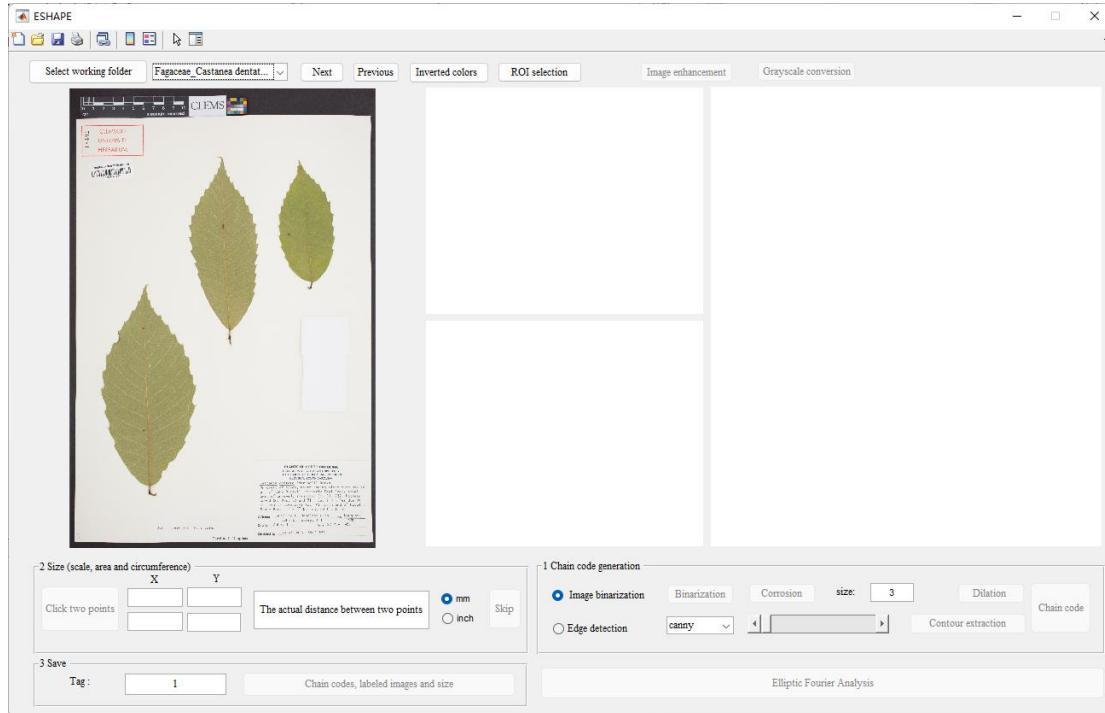 ESHAPE
Select working folder
Fagaceae_Castanea dentat...
Next
Previous
Inverted colors
ROI selection
Image enhancement
Grayscale conversion
CLEMS
CLEMSON
UNIVERSITY
HERBARIUM
2 Size (scale, area and circumference)
X Y
Click two points
The actual distance between two points
mm
inch
Skip
1 Chain code generation
Image binarization
Binarization
Corrosion
size:
3
Dilation
Chain code
Edge detection
canny
Contour extraction
3 Save
Tag :
1
Chain codes, labeled images and size
Elliptic Fourier Analysis